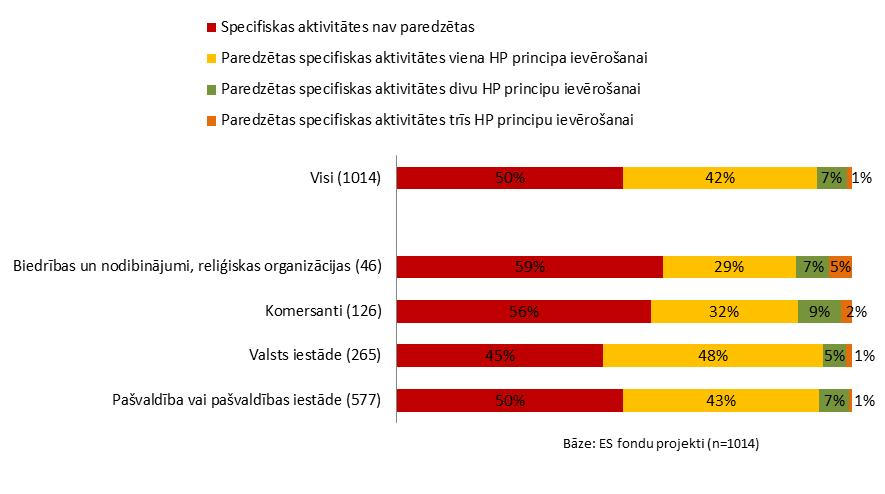 Specifiskas aktivitātes nav paredzētas
Paredzētas specifiskas aktivitātes viena HP principa ievērošanai
Paredzētas specifiskas aktivitātes divu HP principu ievērošanai
Paredzētas specifiskas aktivitātes trīs HP principu ievērošanai
Visi (1014) 50% 42% 7% 1%
Biedrības un nodibinājumi, reliģiskas organizācijas (46) 59% 29% 7% 5%
Komersanti (126) 56% 32% 9% 2%
Valsts iestāde (265) 45% 48% 5% 1%
Pašvaldība vai pašvaldības iestāde (577) 50% 43% 7% 1%
Bāze: ES fondu projekti (n=1014)